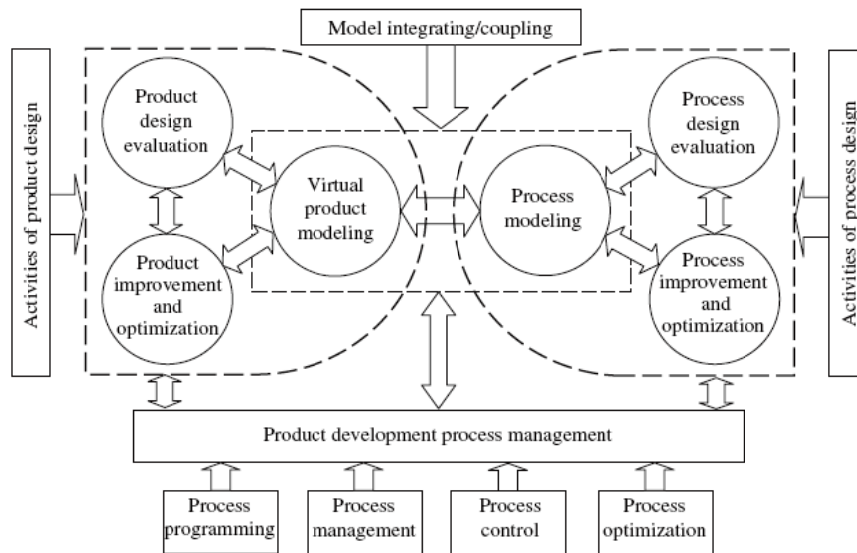 Model integrating/coupling
Activities of product design
Product
design
evaluation
Virtual
product
modeling
Product
improvement
and
optimization
Process
modeling
Process
design
evaluation
Process
improvement
and
optimization
Activities of process design
Product development process management
Process
programming
Process
management
Process
control
Process
optimization